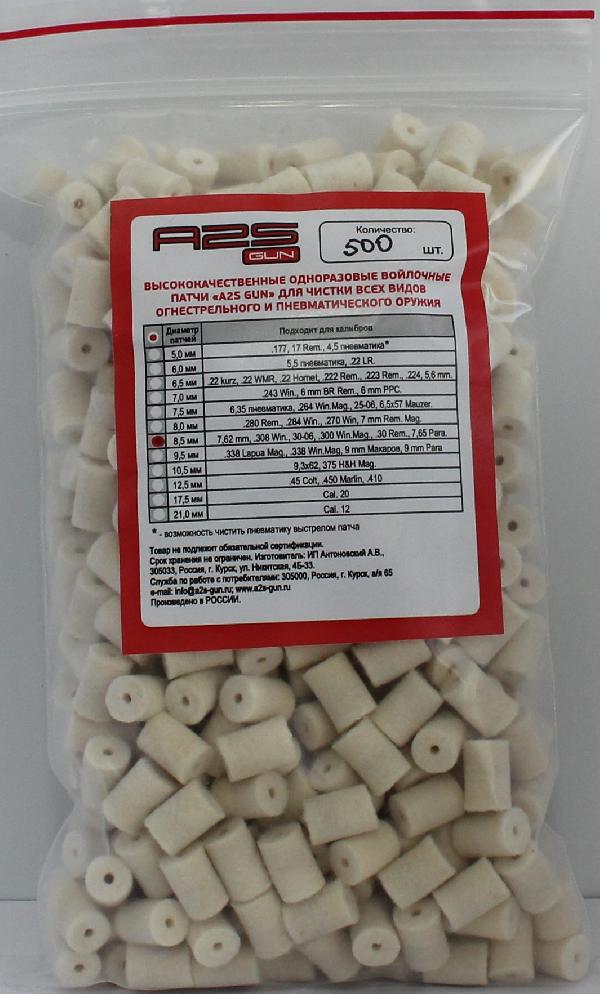 A2S
GUN
Количество:
500 шт.
ВЫСОКОКАЧЕСТВЕННЫЕ ОДНОРАЗОВЫЕ ВОЙЛОЧНЫЕ
ПАТЧИ «A2S GUN» ДЛЯ ЧИСТКИ ВСЕХ ВИДОВ
ОГНЕСТРЕЛЬНОГО И ПНЕВМАТИЧЕСКОГО ОРУЖИЯ
Диаметр патчей Подходит для калибров
5,0 мм .177, 17 Rem., 4,5 пневматика*
6,0 мм 5,5 пневматика, .22 LR.
6,5 мм .22 kurz, .22 WMR, .22 Hornet, .222 Rem., .223 Rem., .224, 5,6 mm.
7,0 мм .243 Win., 6 mm BR Rem., 6 mm PPC.
7,5 мм 6,35 пневматика, .264 Win.Mag., 25-06, 6,5x57 Mauzer.
8,0 мм .280 Rem., .284 Win., .270 Win, 7 mm Rem. Mag.
8,5 мм 7,62 mm, .308 Win., 30-06, .300 Win.Mag., .30 Rem., 7,65 Para.
9,5 мм .338 Lapua Mag., .338 Win.Mag, 9 mm Макаров, 9 mm Para
10,5 мм 9,3x62, 375 H&H Mag.
12,5 мм .45 Colt, .450 Marlin, .410
17,5 мм Cal. 20
21,0 мм Cal. 12
* - возможность чистить пневматику выстрелом патча
Товар не подлежит обязательной сертификации.
Срок хранения не ограничен. Изготовитель: ИП Антоновский А.В.,
305033, Россия, г. Курск, ул. Никитская, 45-33.
Служба по работе с потребителями: 305000, Россия, г. Курск, а/я 65
e-mail: info@a2s-gun.ru; www.a2s-gun.ru
Произведено в РОССИИ.